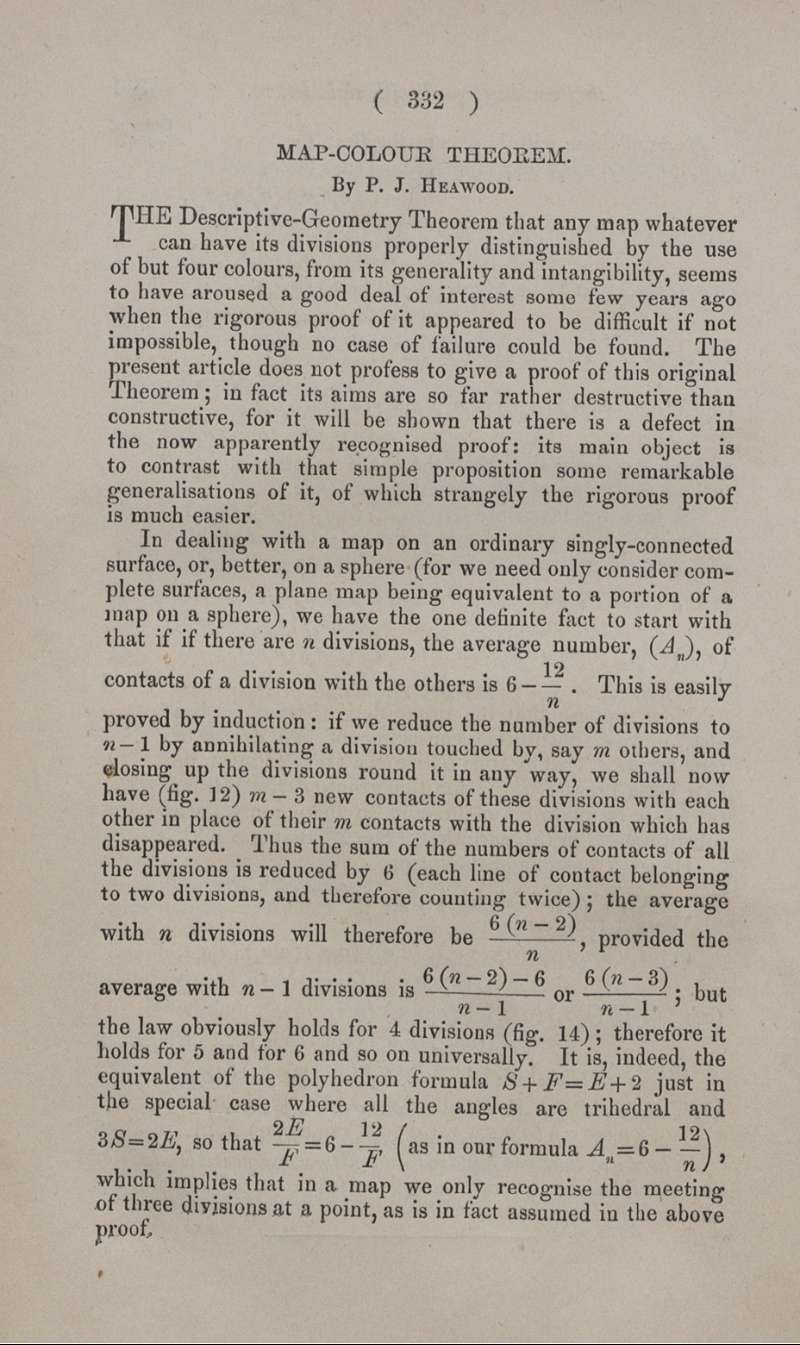 ( 332 )
MAP-COLOUR THEOREM.
By P. J. HEAWOOD.
THE Descriptive-Geometry Theorem that any map whatever
can have its divisions properly distinguished by the use
of but four colours, from its generality and intangibility, seems
to have aroused a good deal of interest some few years ago
when the rigorous proof of it appeared to be difficult if not
impossible, though no case of failure could be found. The
present article does not profess to give a proof of this original
Theorem; in fact its aims are so far rather destructive than
constructive, for it will be shown that there is a defect in
the now apparently recognised proof: its main object is
to contrast with that simple proposition some remarkable
generalisations of it, of which strangely the rigorous proof
is much easier.
In dealing with a map on an ordinary singly-connected
surface, or, better, on a sphere (for we need only consider com-
plete surfaces, a plane map being equivalent to a portion of a
map on a sphere), we have the one definite fact to start with
that if if there are n divisions, the average number, (Aₙ), of
contacts of a division with the others is 6 − 12/n . This is easily
proved by induction: if we reduce the number of divisions to
n − 1 by annihilating a division touched by, say m others, and
closing up the divisions round it in any way, we shall now
have (fig. 12) m − 3 new contacts of these divisions with each
other in place of their m contacts with the division which has
disappeared. Thus the sum of the numbers of contacts of all
the divisions is reduced by 6 (each line of contact belonging
to two divisions, and therefore counting twice); the average
with n divisions will therefore be 6 (n − 2)/n, provided the
average with n − 1 divisions is (6 (n − 2) − 6)/(n − 1) or 6 (n − 3)/(n − 1); but
the law obviously holds for 4 divisions (fig. 14); therefore it
holds for 5 and for 6 and so on universally. It is, indeed, the
equivalent of the polyhedron formula S + F = E + 2 just in
the special case where all the angles are trihedral and
3S = 2E, so that 2E/F = 6 − 12/F (as in our formula Aₙ = 6 − 12/n),
which implies that in a map we only recognise the meeting
of three divisions at a point, as is in fact assumed in the above
proof.